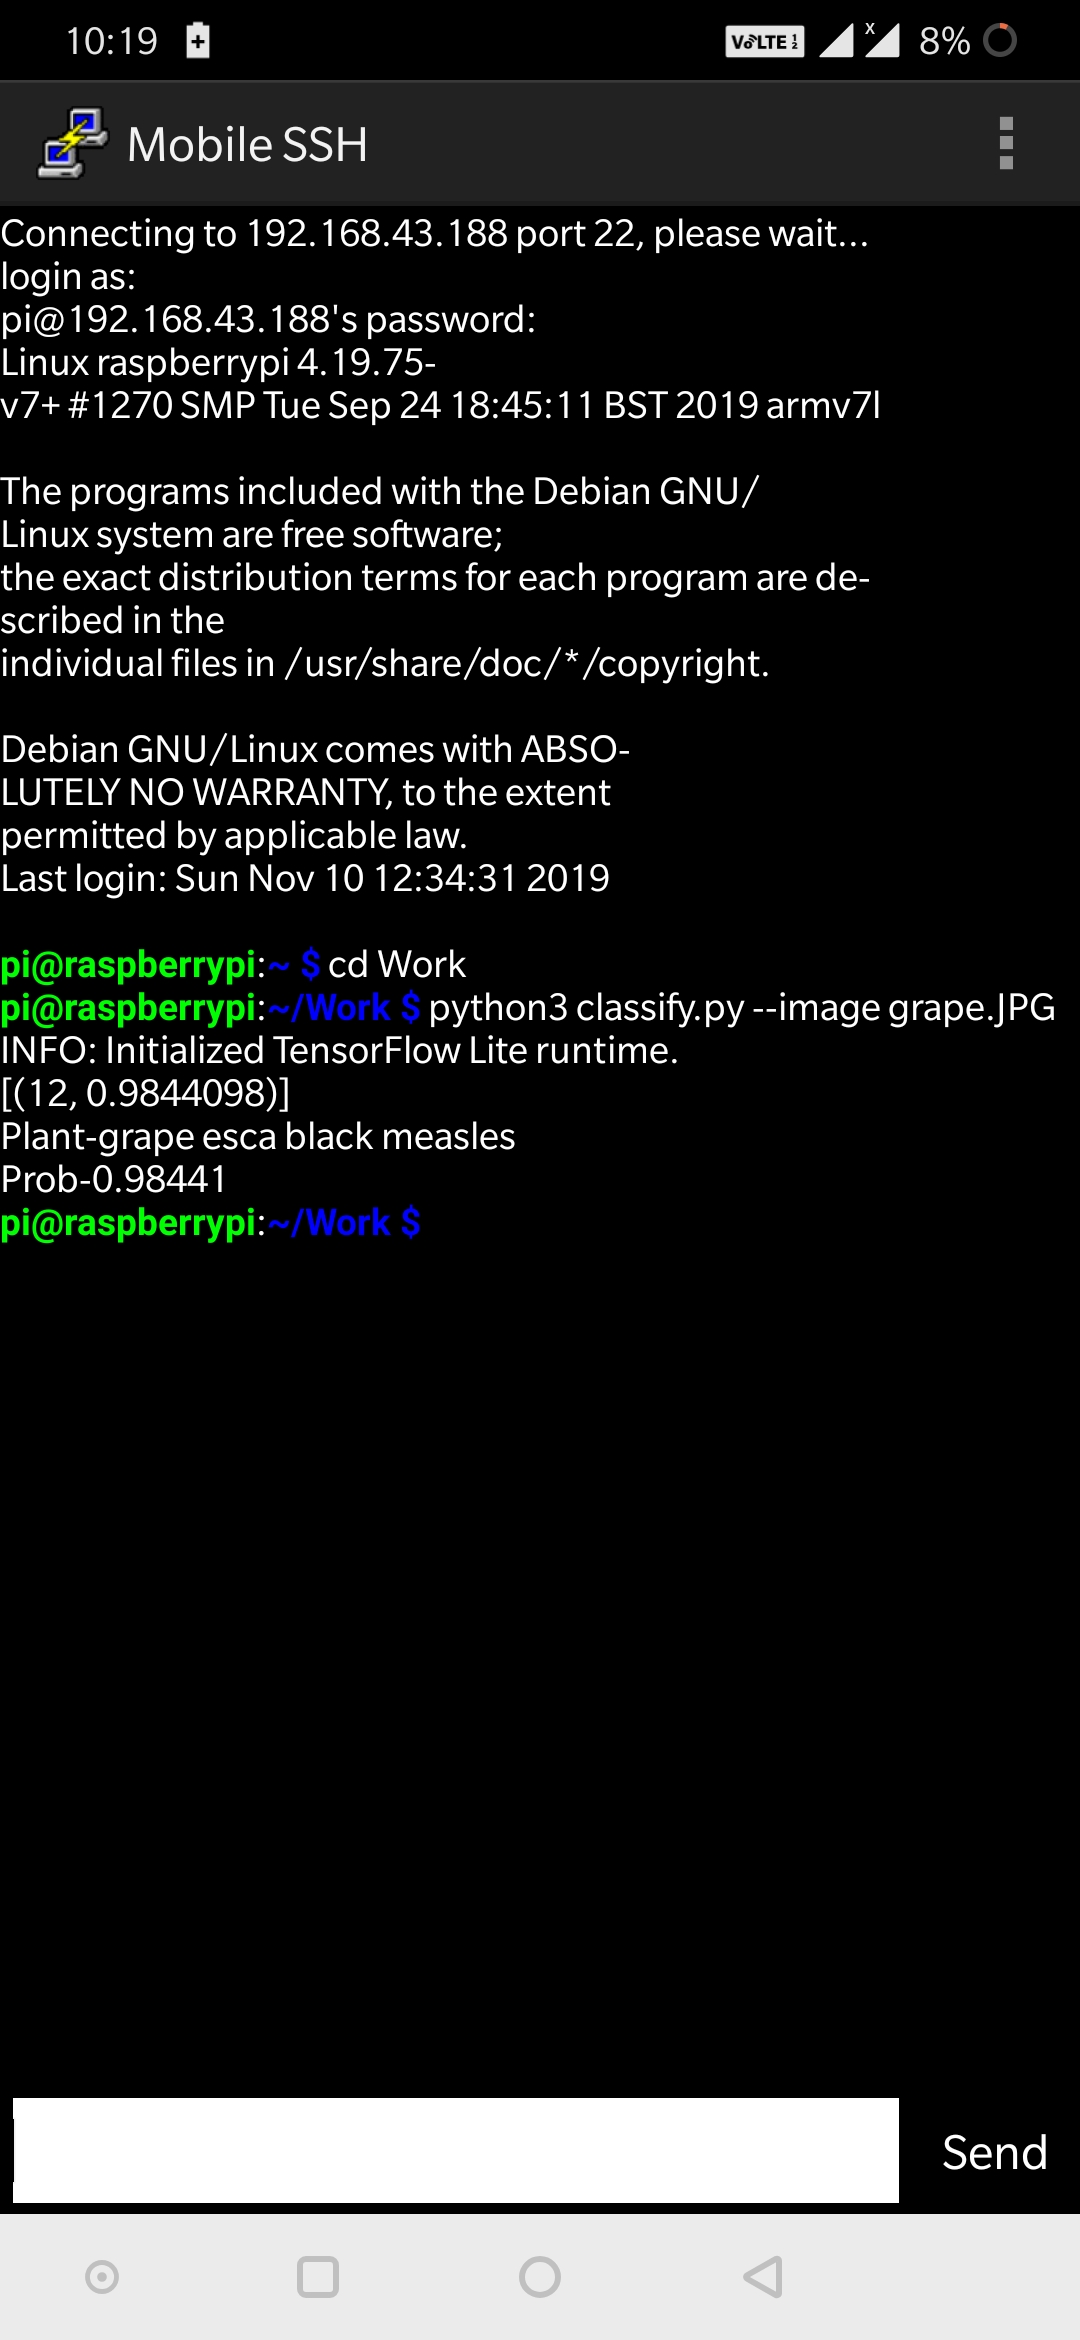 10:19 VoLTE 1 2 x 8%
Mobile SSH
Connecting to 192.168.43.188 port 22, please wait...
login as:
pi@192.168.43.188's password:
Linux raspberrypi 4.19.75-
v7+ #1270 SMP Tue Sep 24 18:45:11 BST 2019 armv7l
The programs included with the Debian GNU/
Linux system are free software;
the exact distribution terms for each program are de-
scribed in the
individual files in /usr/share/doc/*/copyright.
Debian GNU/Linux comes with ABSO-
LUTELY NO WARRANTY, to the extent
permitted by applicable law.
Last login: Sun Nov 10 12:34:31 2019
pi@raspberrypi:~ $ cd Work
pi@raspberrypi:~/Work $ python3 classify.py --image grape.JPG
INFO: Initialized TensorFlow Lite runtime.
[(12, 0.9844098)]
Plant-grape esca black measles
Prob-0.98441
pi@raspberrypi:~/Work $
Send